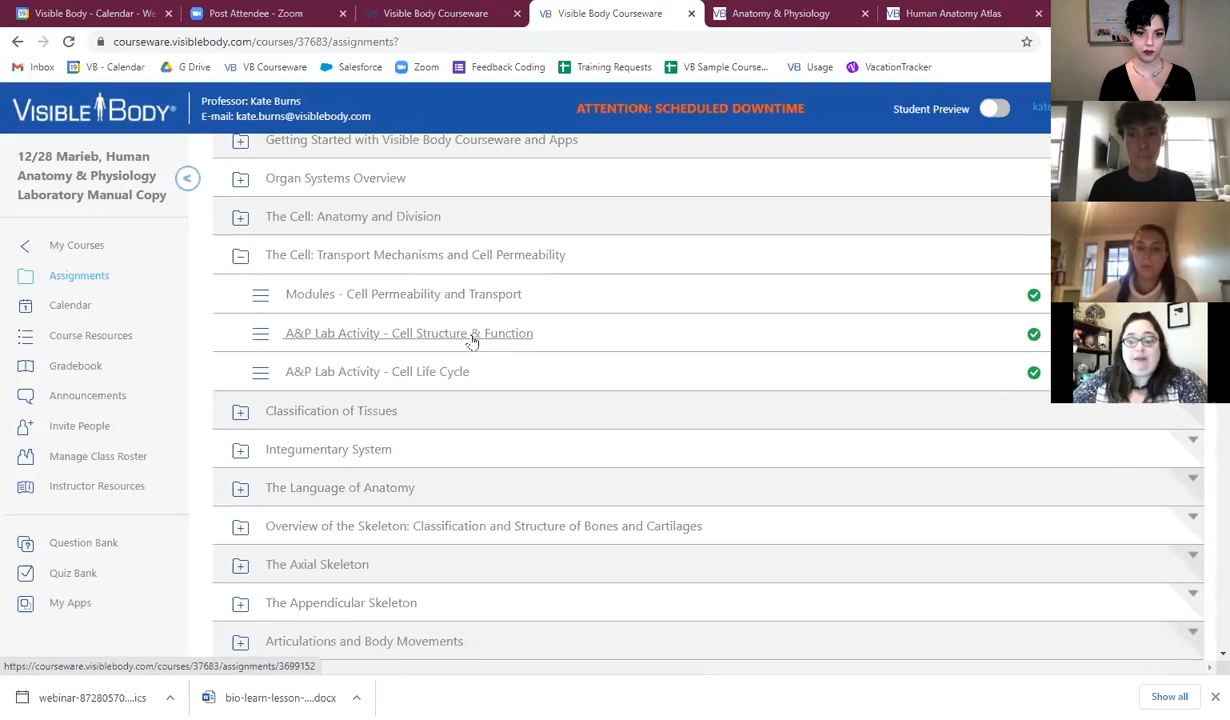 Visible Body - Calendar - We
Post Attendee - Zoom
Visible Body Courseware
Visible Body Courseware
Anatomy & Physiology
Human Anatomy Atlas
courseware.visiblebody.com/courses/37683/assignments?
Inbox
VB - Calendar
G Drive
VB Courseware
Salesforce
Zoom
Feedback Coding
Training Requests
VB Sample Course...
Usage
VacationTracker
VISIBLE BODY®
Professor: Kate Burns
E-mail: kate.burns@visiblebody.com
ATTENTION: SCHEDULED DOWNTIME
Student Preview
kate
12/28 Marieb, Human
Anatomy & Physiology
Laboratory Manual Copy
My Courses
Assignments
Calendar
Course Resources
Gradebook
Announcements
Invite People
Manage Class Roster
Instructor Resources
Question Bank
Quiz Bank
My Apps
Getting Started with Visible Body Courseware and Apps
Organ Systems Overview
The Cell: Anatomy and Division
The Cell: Transport Mechanisms and Cell Permeability
Modules - Cell Permeability and Transport
A&P Lab Activity - Cell Structure & Function
A&P Lab Activity - Cell Life Cycle
Classification of Tissues
Integumentary System
The Language of Anatomy
Overview of the Skeleton: Classification and Structure of Bones and Cartilages
The Axial Skeleton
The Appendicular Skeleton
Articulations and Body Movements
https://courseware.visiblebody.com/courses/37683/assignments/3699152
webinar-87280570....ics
bio-learn-lesson-....docx
Show all